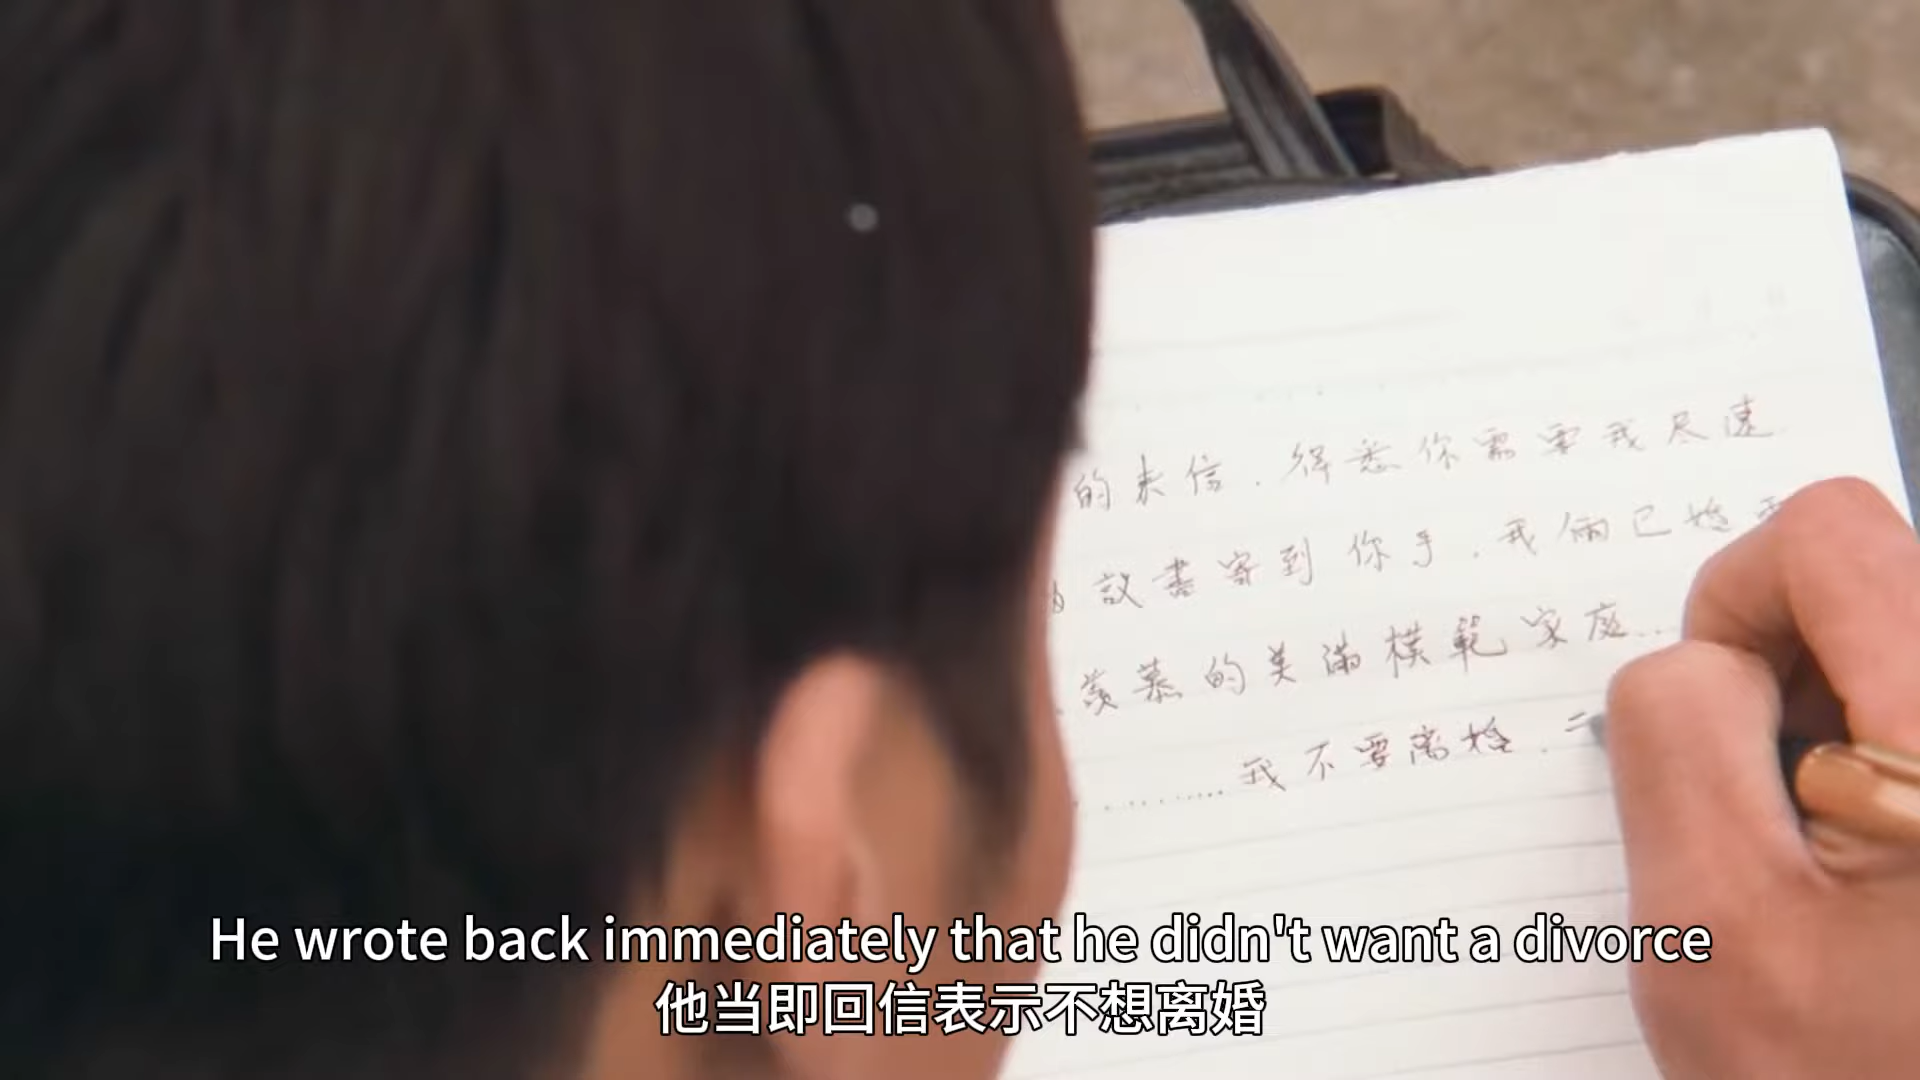 的来信.得悉你需要我尽速
設書寄到你手.我倆已婚
羨慕的美滿模範家庭...
.........我不要离婚.
He wrote back immediately that he didn't want a divorce
他当即回信表示不想离婚